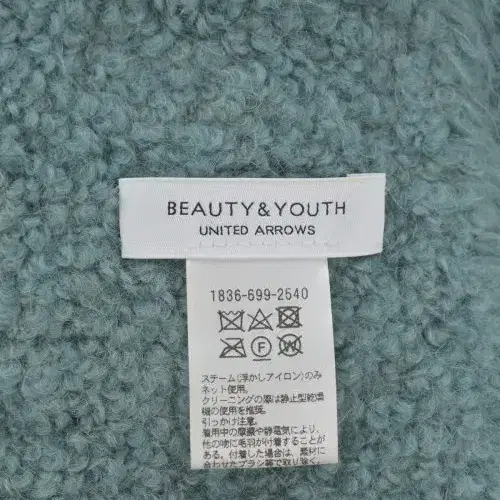 BEAUTY&YOUTH
UNITED ARROWS
1836-699-2540
F W
スチーム(浮かしアイロン)のみ
ネット使用。
クリーニングの際は静止型乾燥
機の使用を推奨。
引っかけ注意。
着用中の摩擦や静電気により、
他の物に毛羽が付着することが
ある。付着した場合は、素材に
合わせたブラシ等で取り除く。